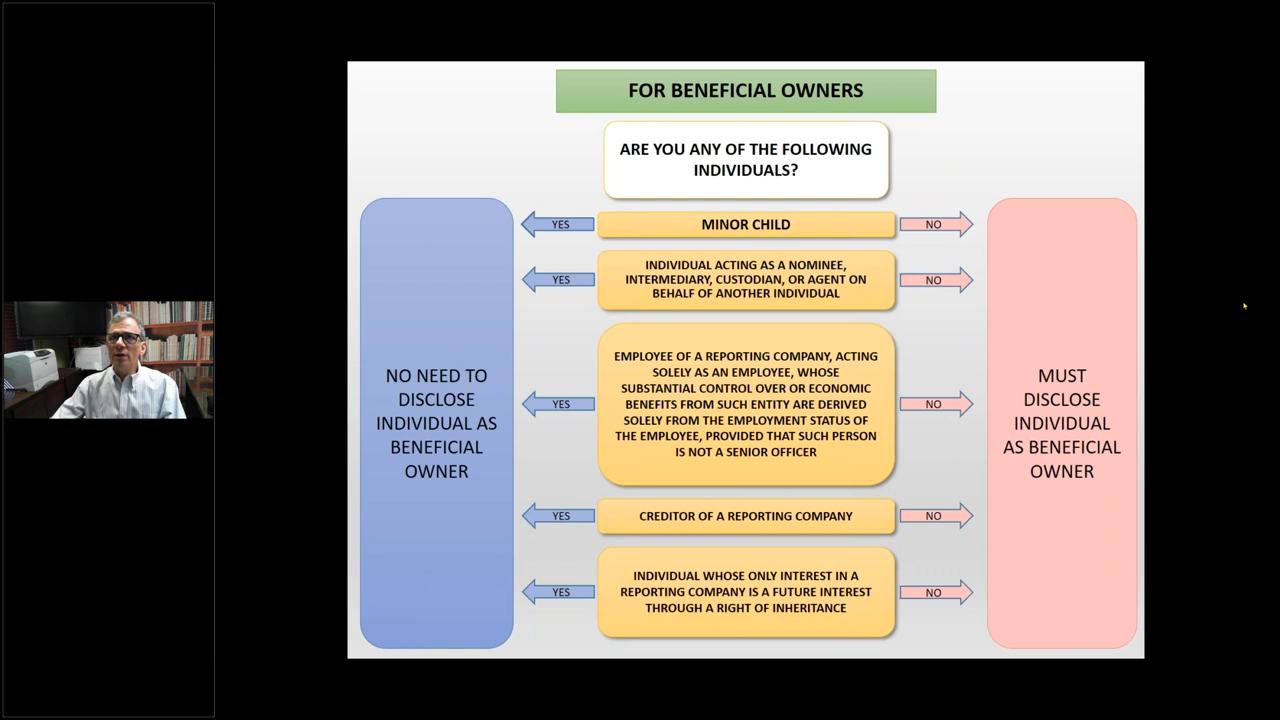 FOR BENEFICIAL OWNERS
ARE YOU ANY OF THE FOLLOWING
INDIVIDUALS?
YES
MINOR CHILD
NO
YES
INDIVIDUAL ACTING AS A NOMINEE,
INTERMEDIARY, CUSTODIAN, OR AGENT ON
BEHALF OF ANOTHER INDIVIDUAL
NO
NO NEED TO
DISCLOSE
INDIVIDUAL AS
BENEFICIAL
OWNER
YES
EMPLOYEE OF A REPORTING COMPANY, ACTING
SOLELY AS AN EMPLOYEE, WHOSE
SUBSTANTIAL CONTROL OVER OR ECONOMIC
BENEFITS FROM SUCH ENTITY ARE DERIVED
SOLELY FROM THE EMPLOYMENT STATUS OF
THE EMPLOYEE, PROVIDED THAT SUCH PERSON
IS NOT A SENIOR OFFICER
NO
MUST
DISCLOSE
INDIVIDUAL
AS BENEFICIAL
OWNER
YES
CREDITOR OF A REPORTING COMPANY
NO
YES
INDIVIDUAL WHOSE ONLY INTEREST IN A
REPORTING COMPANY IS A FUTURE INTEREST
THROUGH A RIGHT OF INHERITANCE
NO